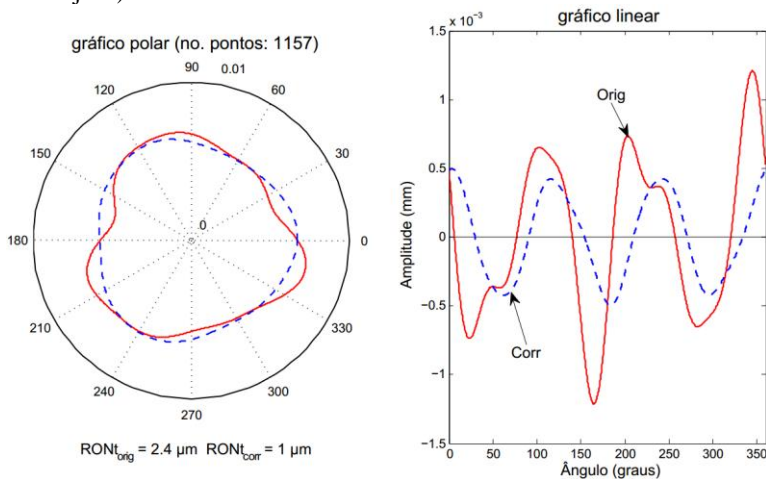 gráfico polar (no. pontos: 1157)
90
0.01
120
60
150
30
0
180
0
210
330
240
300
270
RONt_orig = 2.4 µm RONt_corr = 1 µm
gráfico linear
1.5 x 10⁻³
1
Orig
0.5
0
−0.5
Corr
−1
−1.5
0 50 100 150 200 250 300 350
Amplitude (mm)
Ângulo (graus)